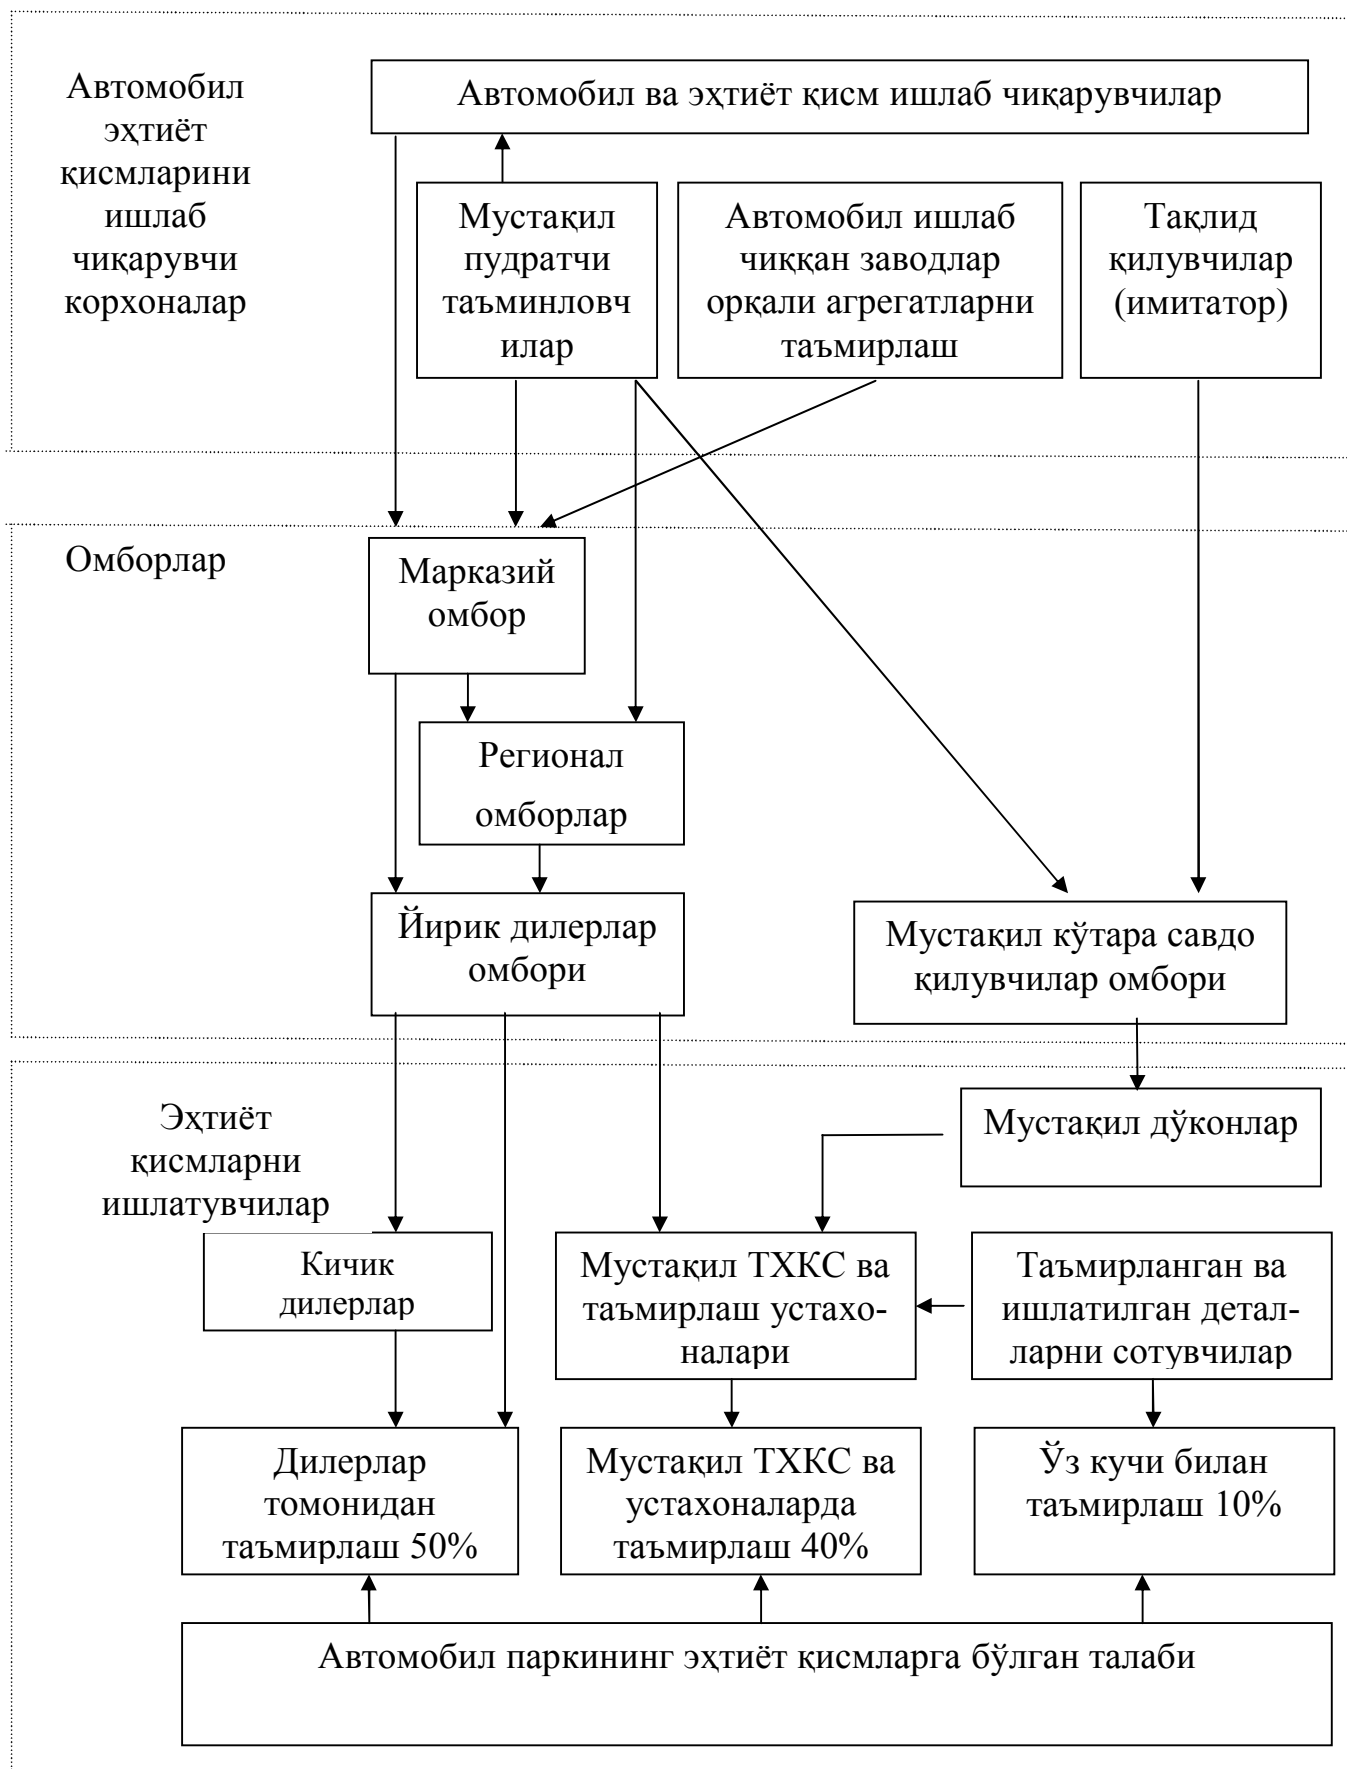 Автомобил
эҳтиёт
қисмларини
ишлаб
чиқарувчи
корхоналар
Автомобил ва эҳтиёт қисм ишлаб чиқарувчилар
Мустақил
пудратчи
таъминловч
илар
Автомобил ишлаб
чиққан заводлар
орқали агрегатларни
таъмирлаш
Тақлид
қилувчилар
(имитатор)
Омборлар
Марказий
омбор
Регионал
омборлар
Йирик дилерлар
омбори
Мустақил кўтара савдо
қилувчилар омбори
Эҳтиёт
қисмларни
ишлатувчилар
Мустақил дўконлар
Кичик
дилерлар
Мустақил ТХКС ва
таъмирлаш устахо-
налари
Таъмирланган ва
ишлатилган детал-
ларни сотувчилар
Дилерлар
томонидан
таъмирлаш 50%
Мустақил ТХКС ва
устахоналарда
таъмирлаш 40%
Ўз кучи билан
таъмирлаш 10%
Автомобил паркининг эҳтиёт қисмларга бўлган талаби